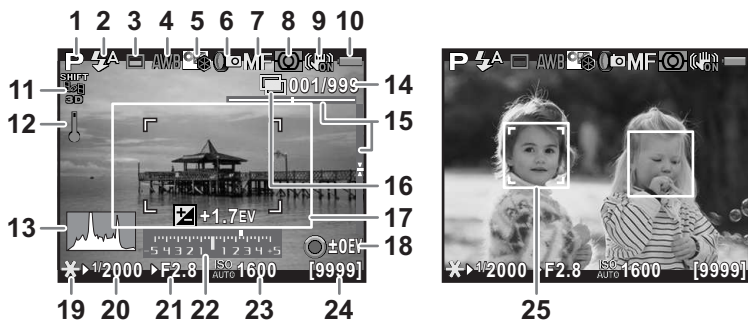 1 2 3 4 5 6 7 8 9 10
P A AWB MF ON
SHIFT
3D
11
12
13
001/999
14
15
16
17
+1.7EV
±0EV
18
-5 4 3 2 1 1 2 3 4 +5
1/2000 F2.8 ISO AUTO 1600 [9999]
19 20 21 22 23 24
P A AWB MF ON
1/2000 F2.8 ISO AUTO 1600 [9999]
25